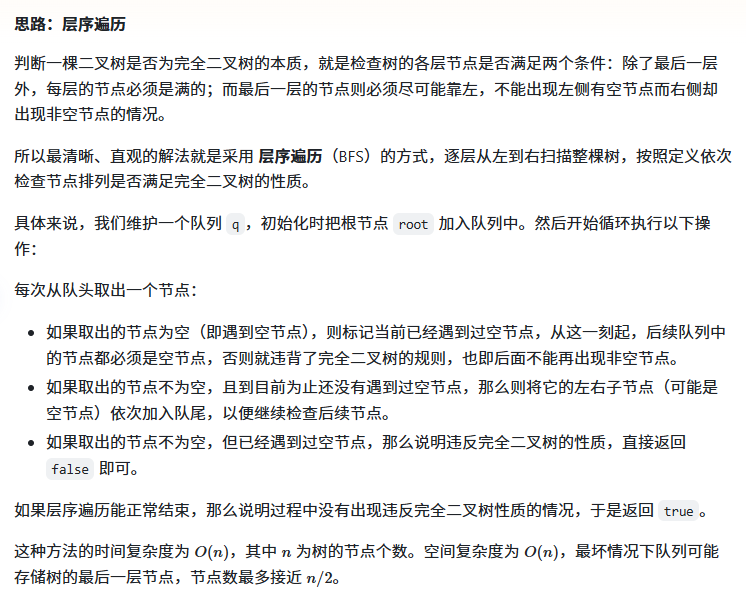 思路：层序遍历
判断一棵二叉树是否为完全二叉树的本质，就是检查树的各层节点是否满足两个条件：除了最后一层
外，每层的节点必须是满的；而最后一层的节点则必须尽可能靠左，不能出现左侧有空节点而右侧却
出现非空节点的情况。
所以最清晰、直观的解法就是采用 层序遍历（BFS）的方式，逐层从左到右扫描整棵树，按照定义依次
检查节点排列是否满足完全二叉树的性质。
具体来说，我们维护一个队列 q ，初始化时把根节点 root 加入队列中。然后开始循环执行以下操
作：
每次从队头取出一个节点：
• 如果取出的节点为空（即遇到空节点），则标记当前已经遇到过空节点，从这一刻起，后续队列中
的节点都必须是空节点，否则就违背了完全二叉树的规则，也即后面不能再出现非空节点。
• 如果取出的节点不为空，且到目前为止还没有遇到过空节点，那么则将它的左右子节点（可能是
空节点）依次加入队尾，以便继续检查后续节点。
• 如果取出的节点不为空，但已经遇到过空节点，那么说明违反完全二叉树的性质，直接返回
false 即可。
如果层序遍历能正常结束，那么说明过程中没有出现违反完全二叉树性质的情况，于是返回 true 。
这种方法的时间复杂度为 O(n)，其中 n 为树的节点个数。空间复杂度为 O(n)，最坏情况下队列可能
存储树的最后一层节点，节点数最多接近 n/2。